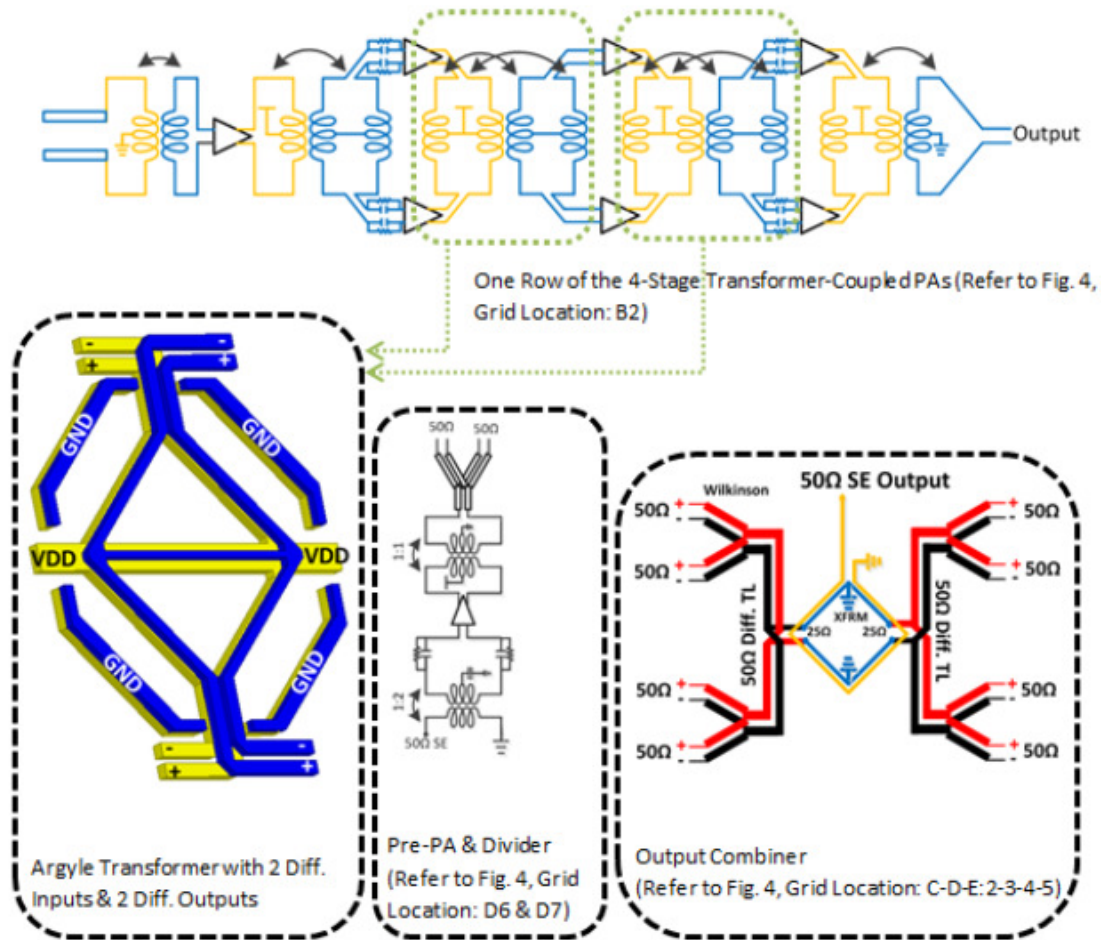 Output
One Row of the 4-Stage Transformer-Coupled PAs (Refer to Fig. 4,
Grid Location: B2)
-
+
-
+
GND
GND
VDD
VDD
GND
GND
-
+
-
+
Argyle Transformer with 2 Diff.
Inputs & 2 Diff. Outputs
50Ω 50Ω
1:1
1:2
50Ω SE
Pre-PA & Divider
(Refer to Fig. 4, Grid
Location: D6 & D7)
50Ω SE Output
Wilkinson
50Ω + -
50Ω + -
+ - 50Ω
+ - 50Ω
XFRM
25Ω 25Ω
50Ω Diff. TL
50Ω Diff. TL
50Ω + -
50Ω + -
+ - 50Ω
+ - 50Ω
Output Combiner
(Refer to Fig. 4, Grid Location: C-D-E:2-3-4-5)